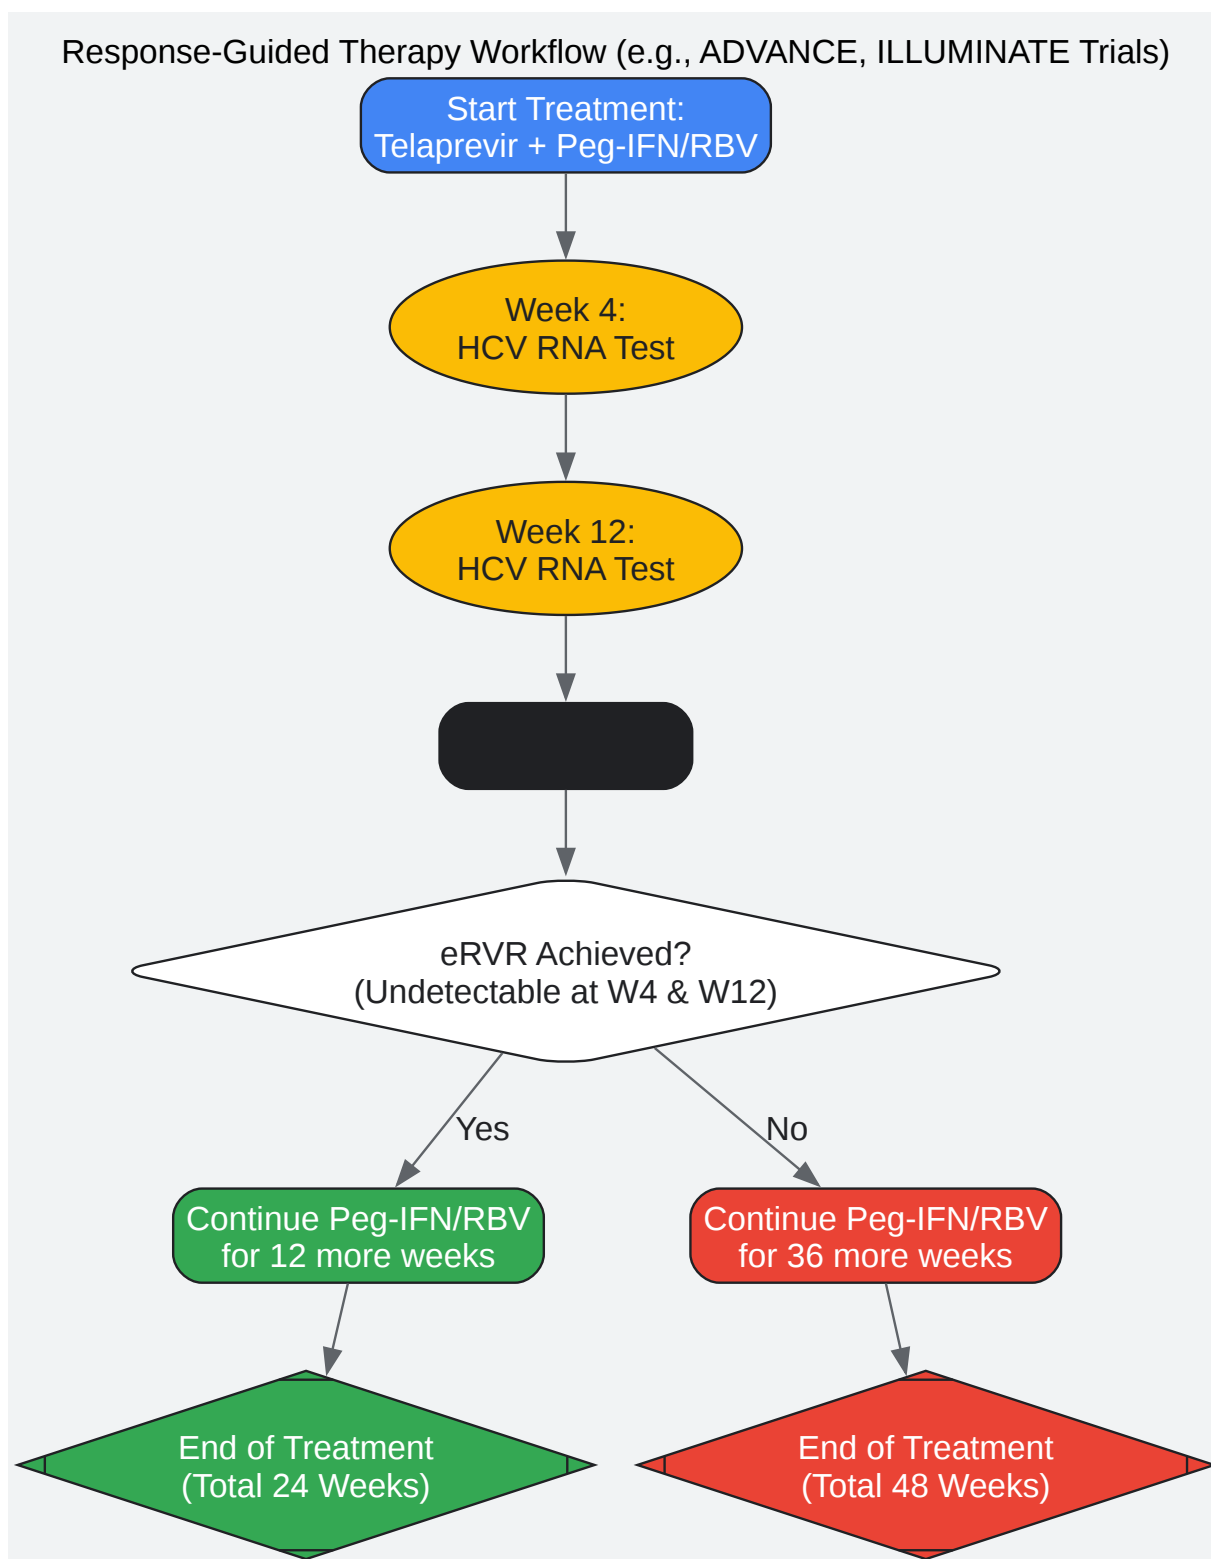 Response-Guided Therapy Workflow (e.g., ADVANCE, ILLUMINATE Trials)
Start Treatment:
Telaprevir + Peg-IFN/RBV
Week 4:
HCV RNA Test
Week 12:
HCV RNA Test
eRVR Achieved?
(Undetectable at W4 & W12)
Yes
No
Continue Peg-IFN/RBV
for 12 more weeks
Continue Peg-IFN/RBV
for 36 more weeks
End of Treatment
(Total 24 Weeks)
End of Treatment
(Total 48 Weeks)